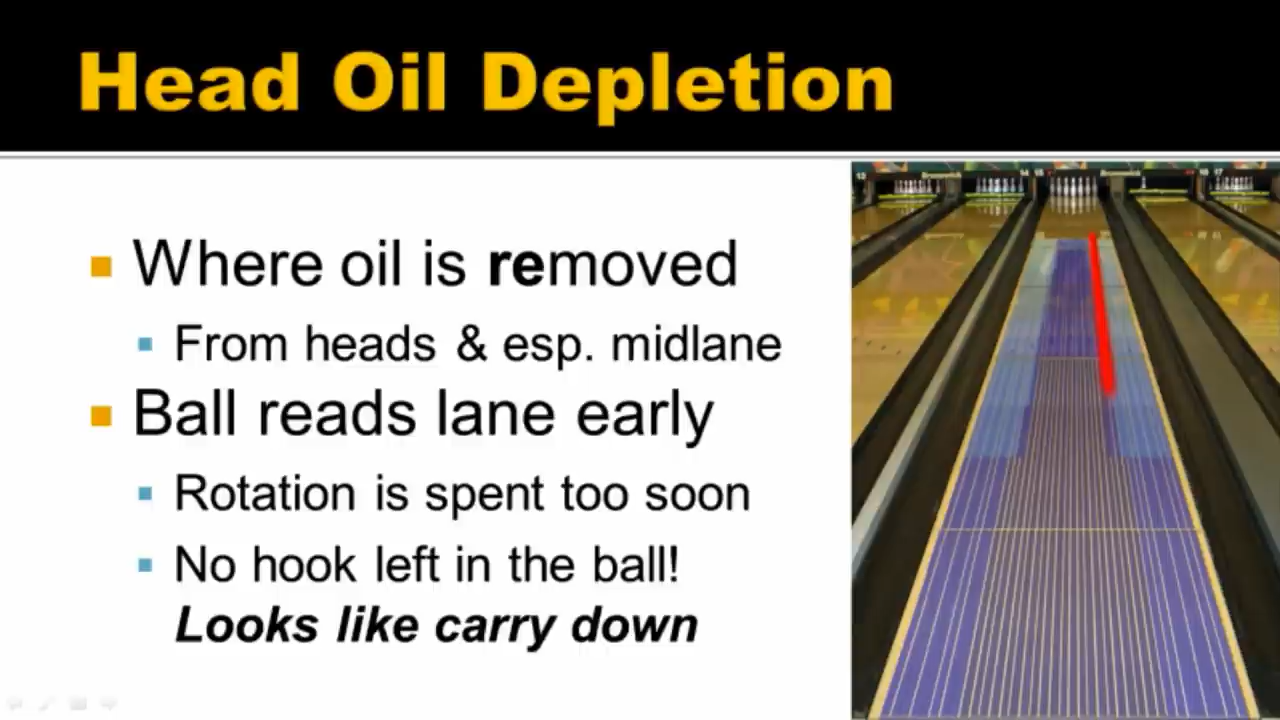 Head Oil Depletion
Where oil is removed
From heads & esp. midlane
Ball reads lane early
Rotation is spent too soon
No hook left in the ball!
Looks like carry down